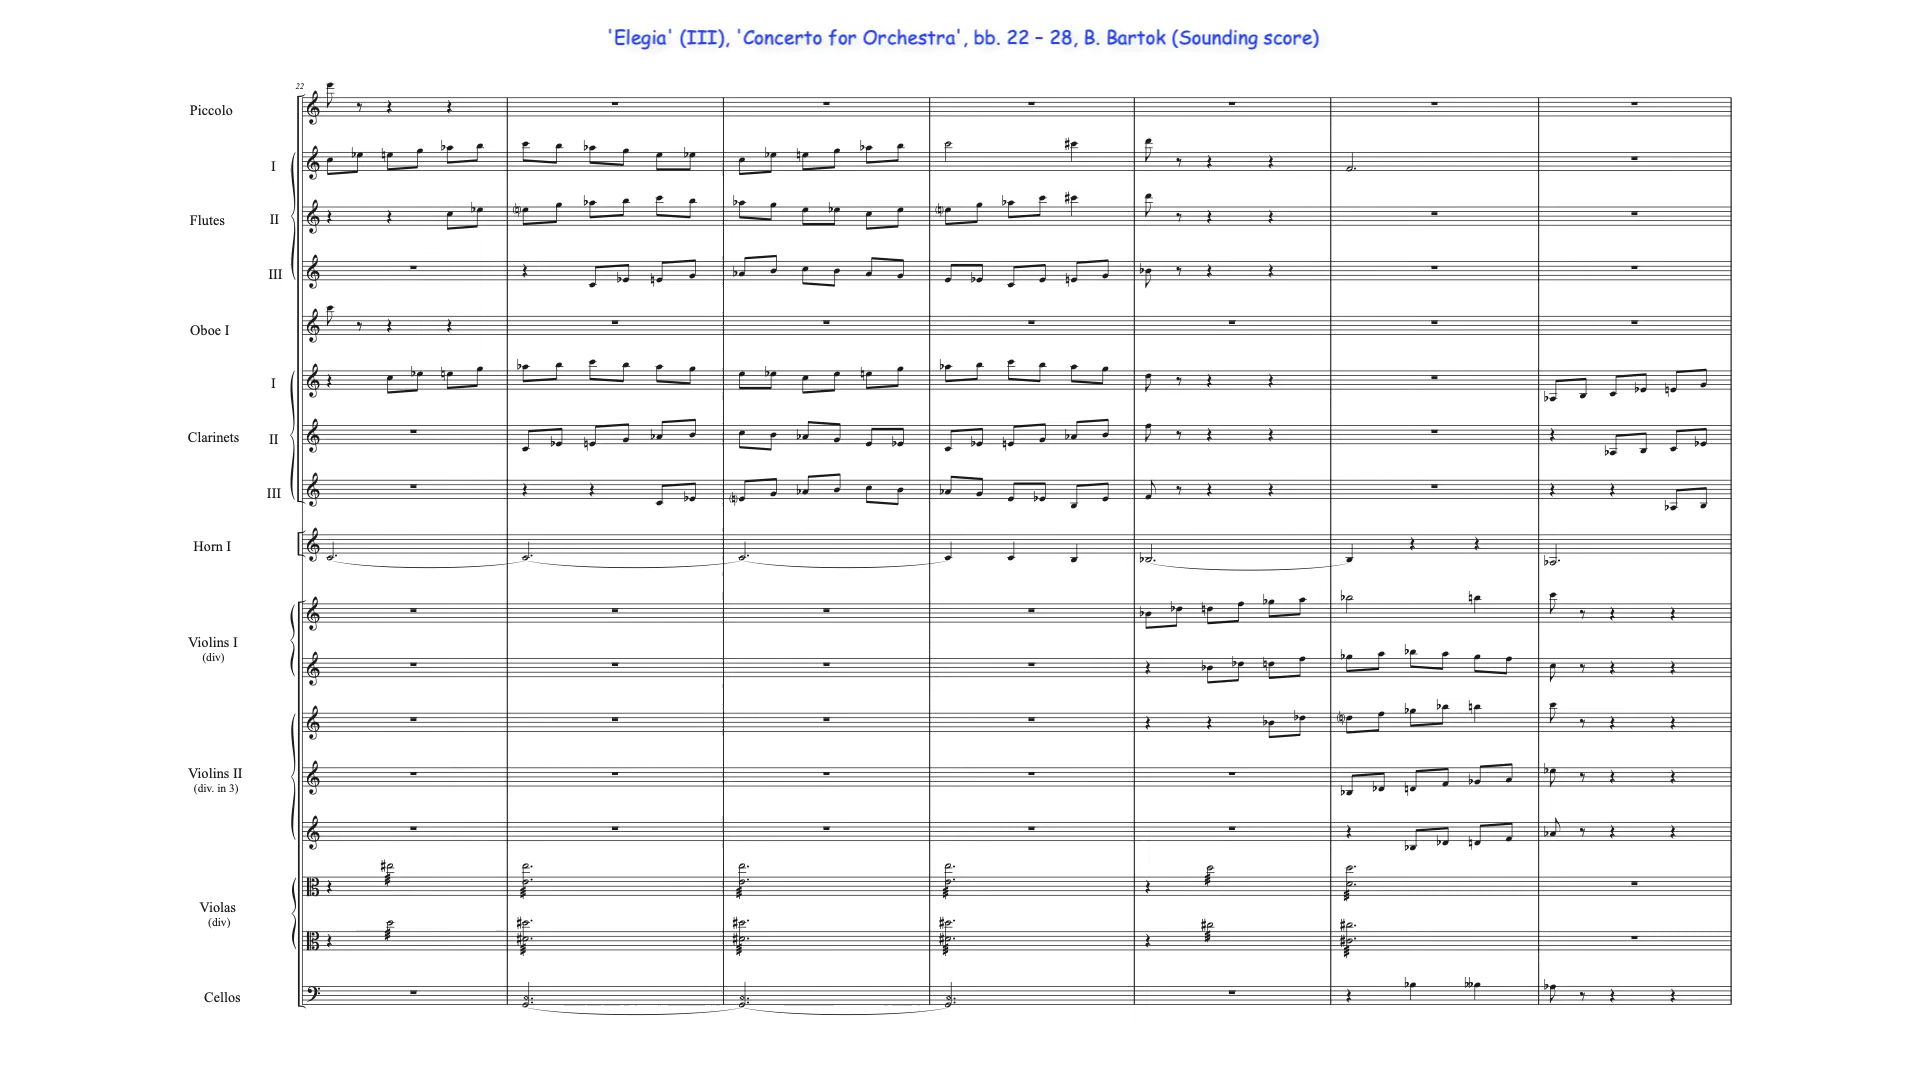 'Elegia' (III), 'Concerto for Orchestra', bb. 22 – 28, B. Bartok (Sounding score)
22
Piccolo
I
Flutes II
III
Oboe I
I
Clarinets II
III
Horn I
Violins I
(div)
Violins II
(div. in 3)
Violas
(div)
Cellos